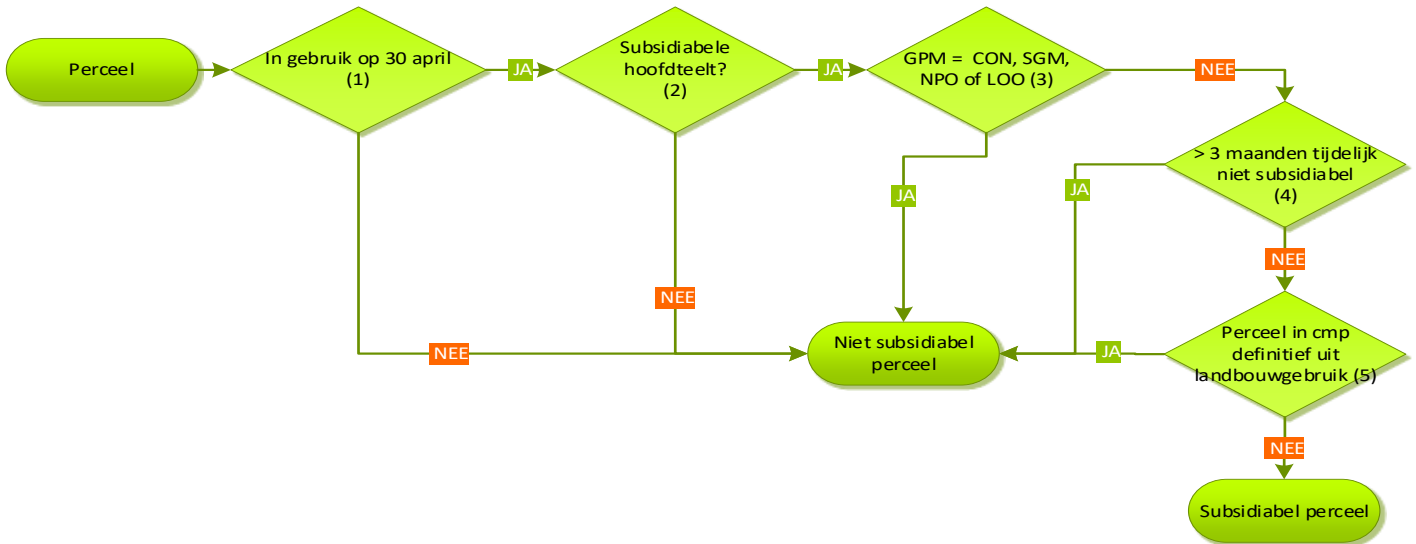 Perceel
In gebruik op 30 april
(1)
JA
Subsidiabele
hoofdteelt?
(2)
JA
GPM = CON, SGM,
NPO of LOO (3)
NEE
> 3 maanden tijdelijk
niet subsidiabel
(4)
JA
JA
NEE
NEE
NEE
Niet subsidiabel
perceel
JA
Perceel in cmp
definitief uit
landbouwgebruik (5)
NEE
Subsidiabel perceel